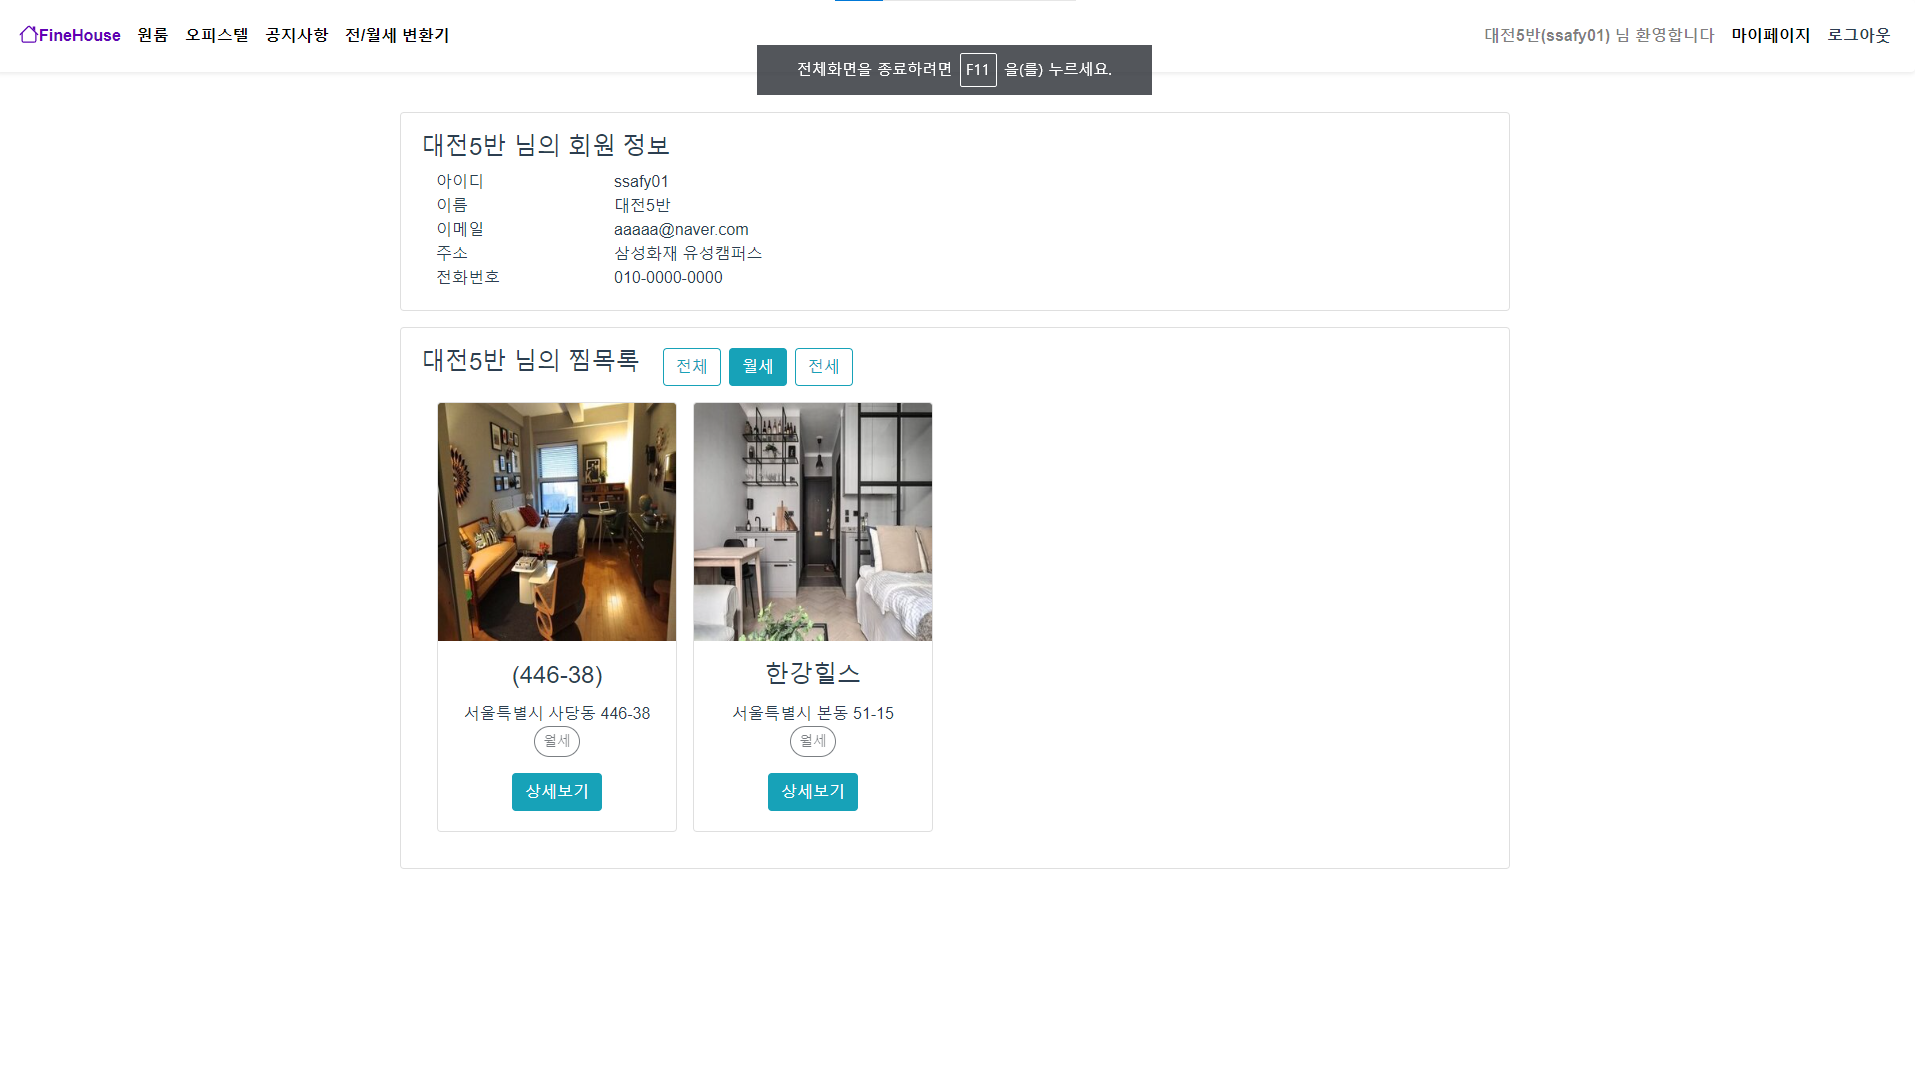 FineHouse 원룸 오피스텔 공지사항 전/월세 변환기 대전5반(ssafy01) 님 환영합니다 마이페이지 로그아웃
전체화면을 종료하려면 F11 을(를) 누르세요.
대전5반 님의 회원 정보
아이디 ssafy01
이름 대전5반
이메일 aaaaa@naver.com
주소 삼성화재 유성캠퍼스
전화번호 010-0000-0000
대전5반 님의 찜목록 전체 월세 전세
(446-38)
서울특별시 사당동 446-38
월세
상세보기
한강힐스
서울특별시 본동 51-15
월세
상세보기